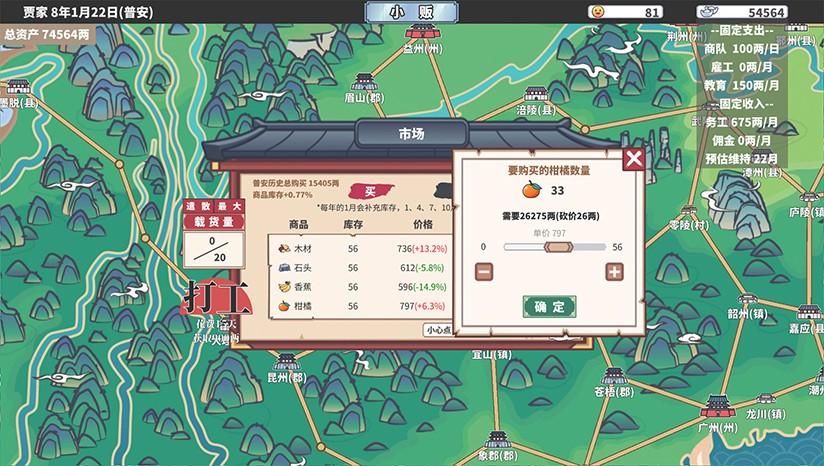 贾家 8年1月22日(普安)
小 贩
81
54564
总资产 74564两
--固定支出--
商队 100两/日
雇工 0两/月
教育 150两/月
--固定收入--
务工 675两/月
佣金 0两/月
预估维持 22月
荆州(州)
益州(州)
眉山(郡)
涪陵(县)
墨脱(县)
漳州(县)
市场
普安历史总购买 15405两
商品库存+0.77%
买
*每年的1月会补充库存，1、4、7、10
商品 库存 价格
木材 56 736(+13.2%)
石头 56 612(-5.8%)
香蕉 56 596(-14.9%)
柑橘 56 797(+6.3%)
小心点
遣散 最大
载货量
0
20
打工
要购买的柑橘数量
33
需要26275两(砍价26两)
单价 797
0
56
确 定
零陵(村)
庐陵(镇)
韶州(镇)
嘉应(县)
宜山(镇)
昆州(郡)
苍梧(郡)
广州(州)
龙川(镇)
象郡(郡)